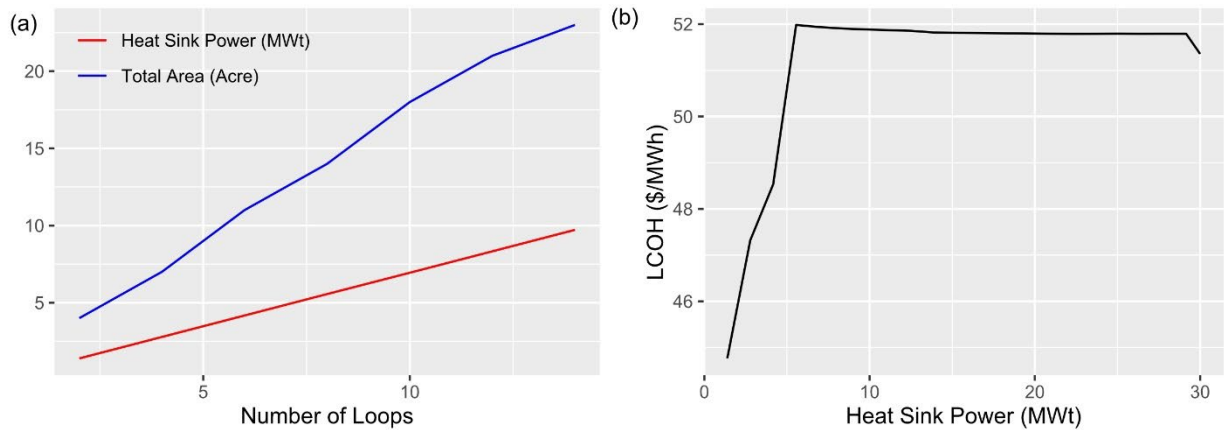 (a)
Heat Sink Power (MWt)
Total Area (Acre)
20
15
10
5
5
10
Number of Loops
(b)
52
50
48
46
LCOH ($/MWh)
0
10
20
30
Heat Sink Power (MWt)